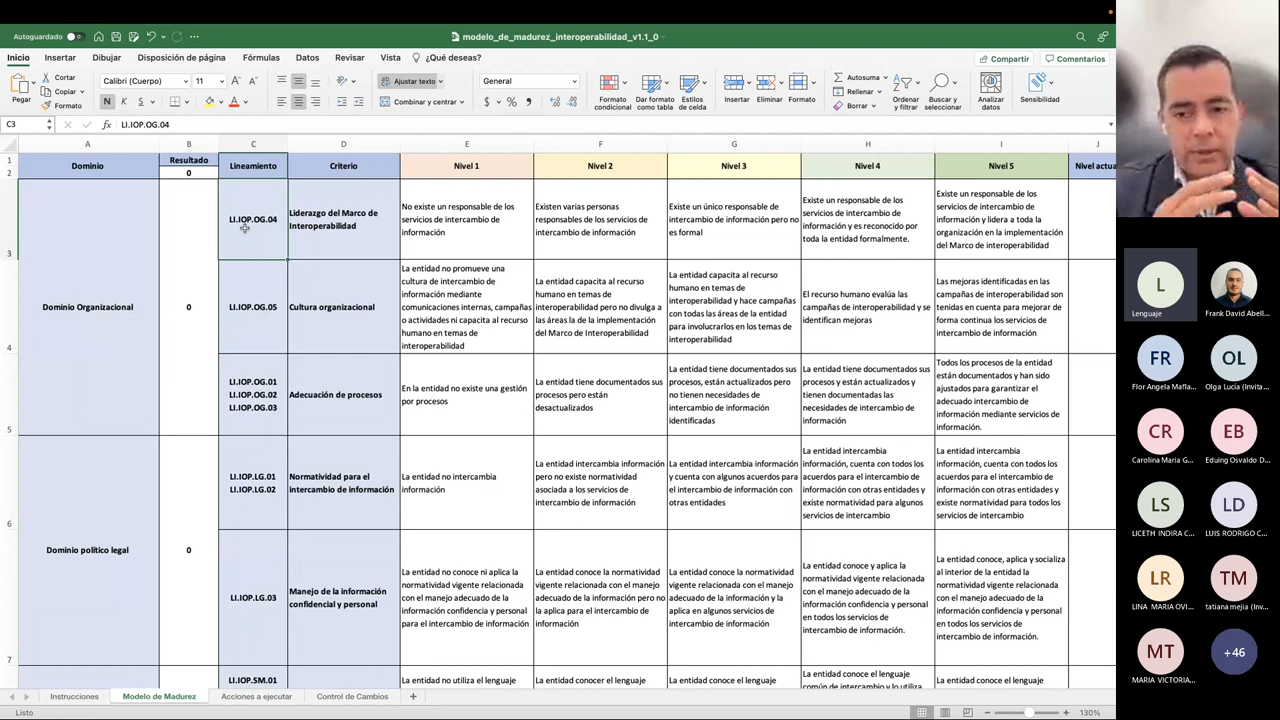 Autoguardado
modelo_de_madurez_interoperabilidad_v1.1_0
Inicio Insertar Dibujar Disposición de página Fórmulas Datos Revisar Vista ¿Qué deseas?
Compartir Comentarios
Pegar
Cortar
Copiar
Formato
Calibri (Cuerpo) 11
N K S
Ajustar texto
Combinar y centrar
General
$ %
Formato condicional
Dar formato como tabla
Estilos de celda
Insertar
Eliminar
Formato
Autosuma
Rellenar
Borrar
Ordenar y filtrar
Buscar y seleccionar
Analizar datos
Sensibilidad
C3 fx LI.IOP.OG.04
A B C D E F G H I J
1 2
Dominio
Resultado
0
Lineamiento
Criterio
Nivel 1
Nivel 2
Nivel 3
Nivel 4
Nivel 5
Nivel actua
3
LI.IOP.OG.04
Liderazgo del Marco de
Interoperabilidad
No existe un responsable de los
servicios de intercambio de
información
Existen varias personas
responsables de los servicios de
intercambio de información
Existe un único responsable de
intercambio de información pero no
es formal
Existe un responsable de los
servicios de intercambio de
información y es reconocido por
toda la entidad formalmente.
Existe un responsable de los
servicios de intercambio de
información y lidera a toda la
organización en la implementación
del Marco de interoperabilidad
4
Dominio Organizacional
0
LI.IOP.OG.05
Cultura organizacional
La entidad no promueve una
cultura de intercambio de
información mediante
comunicaciones internas, campañas
o actividades ni capacita al recurso
humano en temas de
interoperabilidad
La entidad capacita al recurso
humano en temas de
interoperabilidad pero no divulga a
las áreas de la de la implementación
del Marco de Interoperabilidad
La entidad capacita al recurso
humano en temas de
interoperabilidad y hace campañas
con todas las áreas de la entidad
para involucrarlos en los temas de
interoperabilidad
El recurso humano evalúa las
campañas de interoperabilidad y se
identifican mejoras
Las mejoras identificadas en las
campañas de interoperabilidad son
tenidas en cuenta para mejorar de
forma continua los servicios de
intercambio de información
5
LI.IOP.OG.01
LI.IOP.OG.02
LI.IOP.OG.03
Adecuación de procesos
En la entidad no existe una gestión
por procesos
La entidad tiene documentados sus
procesos pero están
desactualizados
La entidad tiene documentados sus
procesos, están actualizados pero
no tienen necesidades de
intercambio de información
identificadas
La entidad tiene documentados sus
procesos y están actualizados y
tienen documentadas las
necesidades de intercambio de
información
Todos los procesos de la entidad
están documentados y han sido
ajustados para garantizar el
adecuado intercambio de
información mediante servicios de
información.
6
LI.IOP.LG.01
LI.IOP.LG.02
Normatividad para el
intercambio de información
La entidad no intercambia
información
La entidad intercambia información
pero no existe normatividad
asociada a los servicios de
intercambio de información
La entidad intercambia información
y cuenta con algunos acuerdos para
el intercambio de información con
otras entidades
La entidad intercambia
información, cuenta con todos los
acuerdos para el intercambio de
información con otras entidades y
existe normatividad para algunos
servicios de intercambio
La entidad intercambia
información, cuenta con todos los
acuerdos para el intercambio de
información con otras entidades y
existe normatividad para todos los
servicios de intercambio
Dominio político legal
0
7
LI.IOP.LG.03
Manejo de la información
confidencial y personal
La entidad no conoce ni aplica la
normatividad vigente relacionada
con el manejo adecuado de la
información confidencia y personal
para el intercambio de información
La entidad conoce la normatividad
vigente relacionada con el manejo
adecuado de la información pero no
la aplica para el intercambio de
información
La entidad conoce la normatividad
vigente relacionada con el manejo
adecuado de la información y la
aplica en algunos servicios de
intercambio de información
La entidad conoce y aplica la
normatividad vigente relacionada
con el manejo adecuado de la
información confidencia y personal
en todos los servicios de
intercambio de información.
La entidad conoce, aplica y socializa
al interior de la entidad la
normatividad vigente relacionada
con el manejo adecuado de la
información confidencia y personal
en todos los servicios de
intercambio de información.
LI.IOP.SM.01
La entidad no utiliza el lenguaje
La entidad conocer el lenguaje
La entidad conoce el lenguaje
La entidad conoce el lenguaje
común de intercambio y lo utiliza
La entidad conoce el lenguaje
Instrucciones Modelo de Madurez Acciones a ejecutar Control de Cambios +
Listo
130%
L
Lenguaje
Frank David Abell...
FR
Flor Angela Mafla...
OL
Olga Lucía (Invita...
CR
Carolina Maria G...
EB
Eduing Osvaldo D...
LS
LICETH INDIRA C...
LD
LUIS RODRIGO C...
LR
LINA MARIA OVI...
TM
tatiana mejia (Inv...
MT
MARIA VICTORIA...
+46